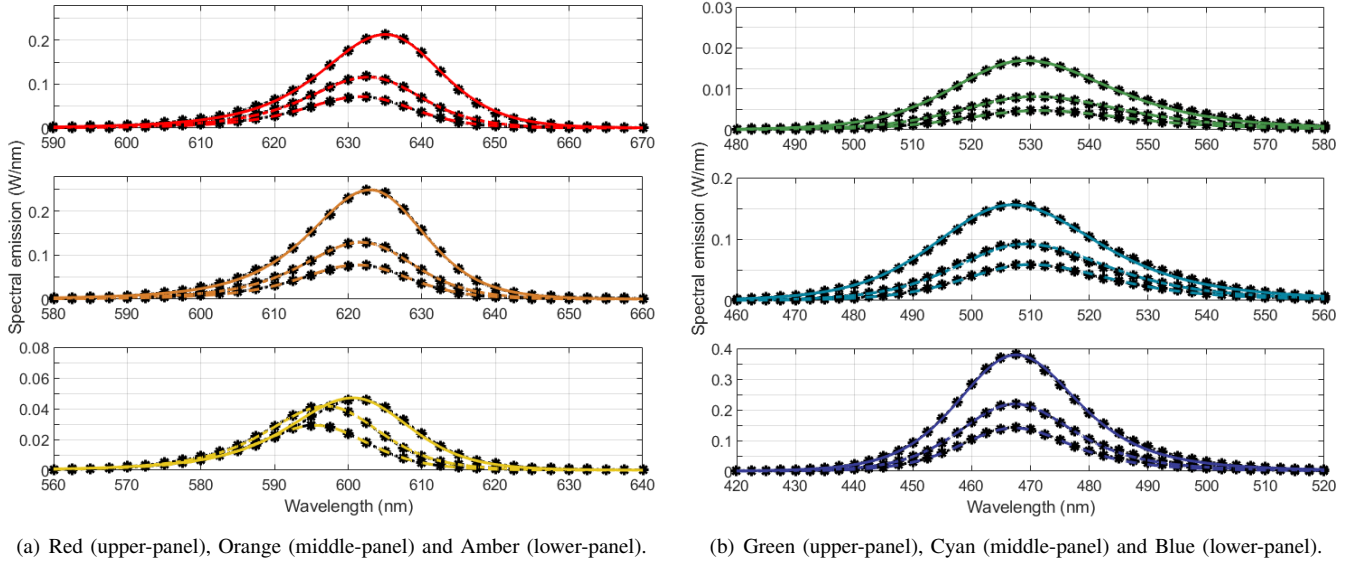 Spectral emission (W/nm)
0.2
0.1
0
590 600 610 620 630 640 650 660 670
0.2
0.1
0
580 590 600 610 620 630 640 650 660
0.08
0.06
0.04
0.02
0
560 570 580 590 600 610 620 630 640
Wavelength (nm)
(a) Red (upper-panel), Orange (middle-panel) and Amber (lower-panel).
Spectral emission (W/nm)
0.03
0.02
0.01
0
480 490 500 510 520 530 540 550 560 570 580
0.2
0.1
0
460 470 480 490 500 510 520 530 540 550 560
0.4
0.3
0.2
0.1
0
420 430 440 450 460 470 480 490 500 510 520
Wavelength (nm)
(b) Green (upper-panel), Cyan (middle-panel) and Blue (lower-panel).